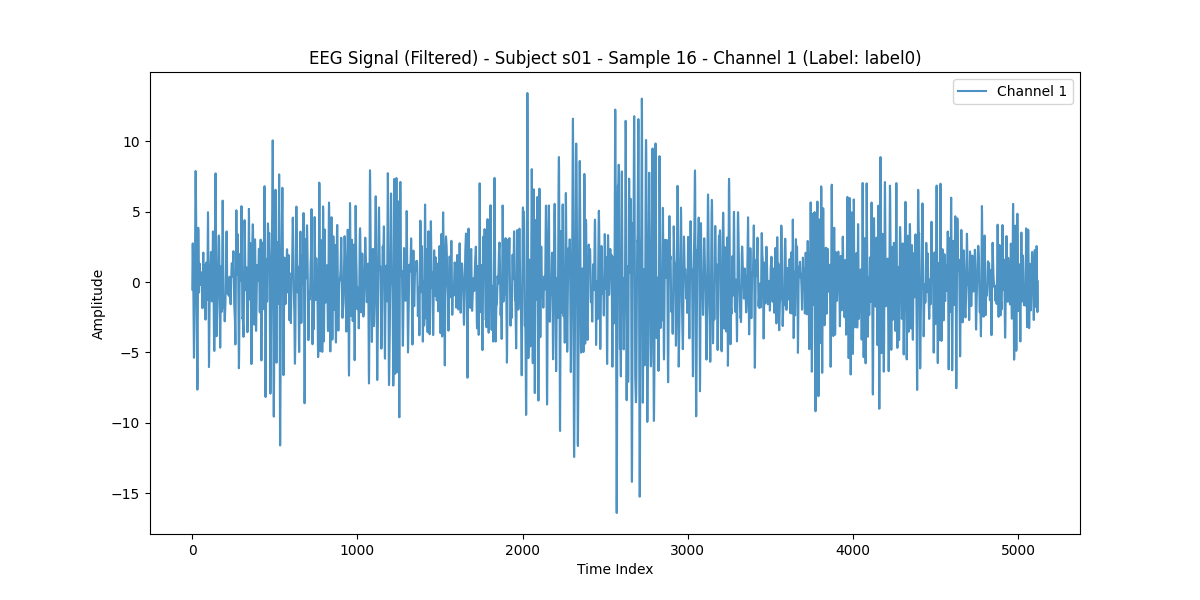 EEG Signal (Filtered) - Subject s01 - Sample 16 - Channel 1 (Label: label0)
Channel 1
10
5
0
−5
−10
−15
Amplitude
0 1000 2000 3000 4000 5000
Time Index